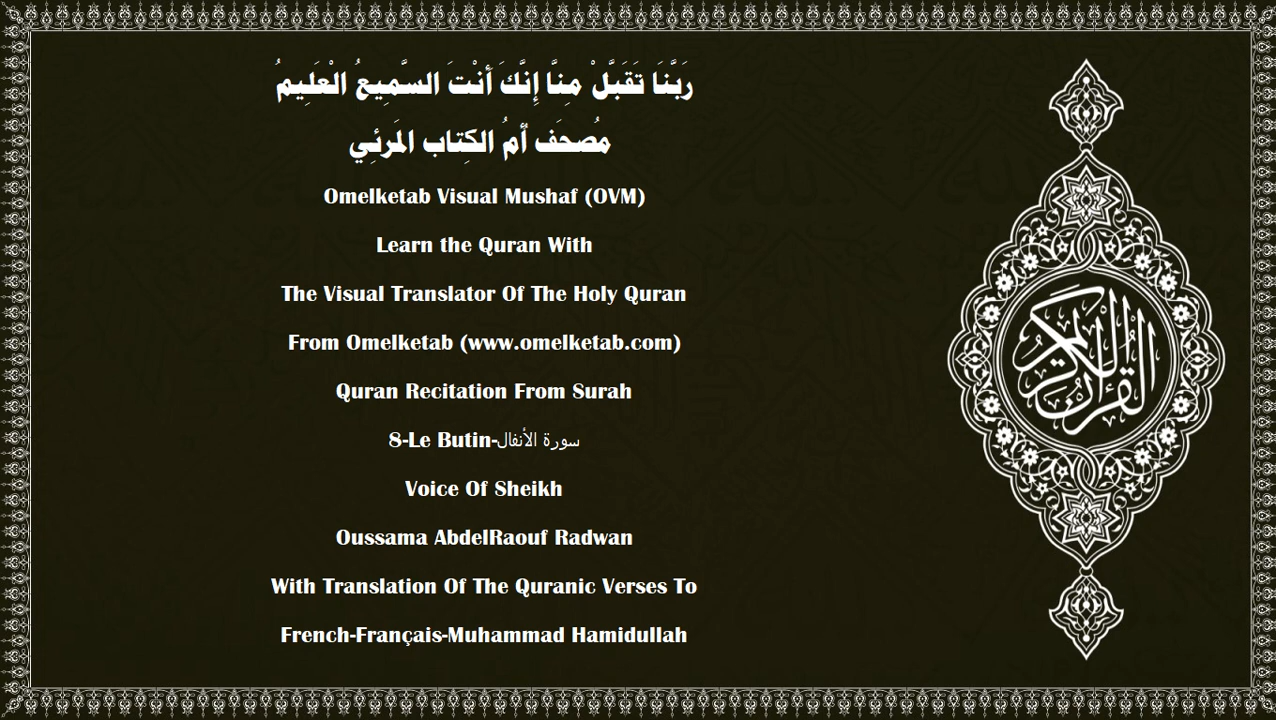 رَبَّنَا تَقَبَّلْ مِنَّا إِنَّكَ أَنْتَ السَّمِيعُ الْعَلِيمُ
مُصحَف أمُ الكِتاب المَرئِي
Omelketab Visual Mushaf (OVM)
Learn the Quran With
The Visual Translator Of The Holy Quran
From Omelketab (www.omelketab.com)
Quran Recitation From Surah
8-Le Butin-سورة الأنفال
Voice Of Sheikh
Oussama AbdelRaouf Radwan
With Translation Of The Quranic Verses To
French-Français-Muhammad Hamidullah
القرآن الكريم